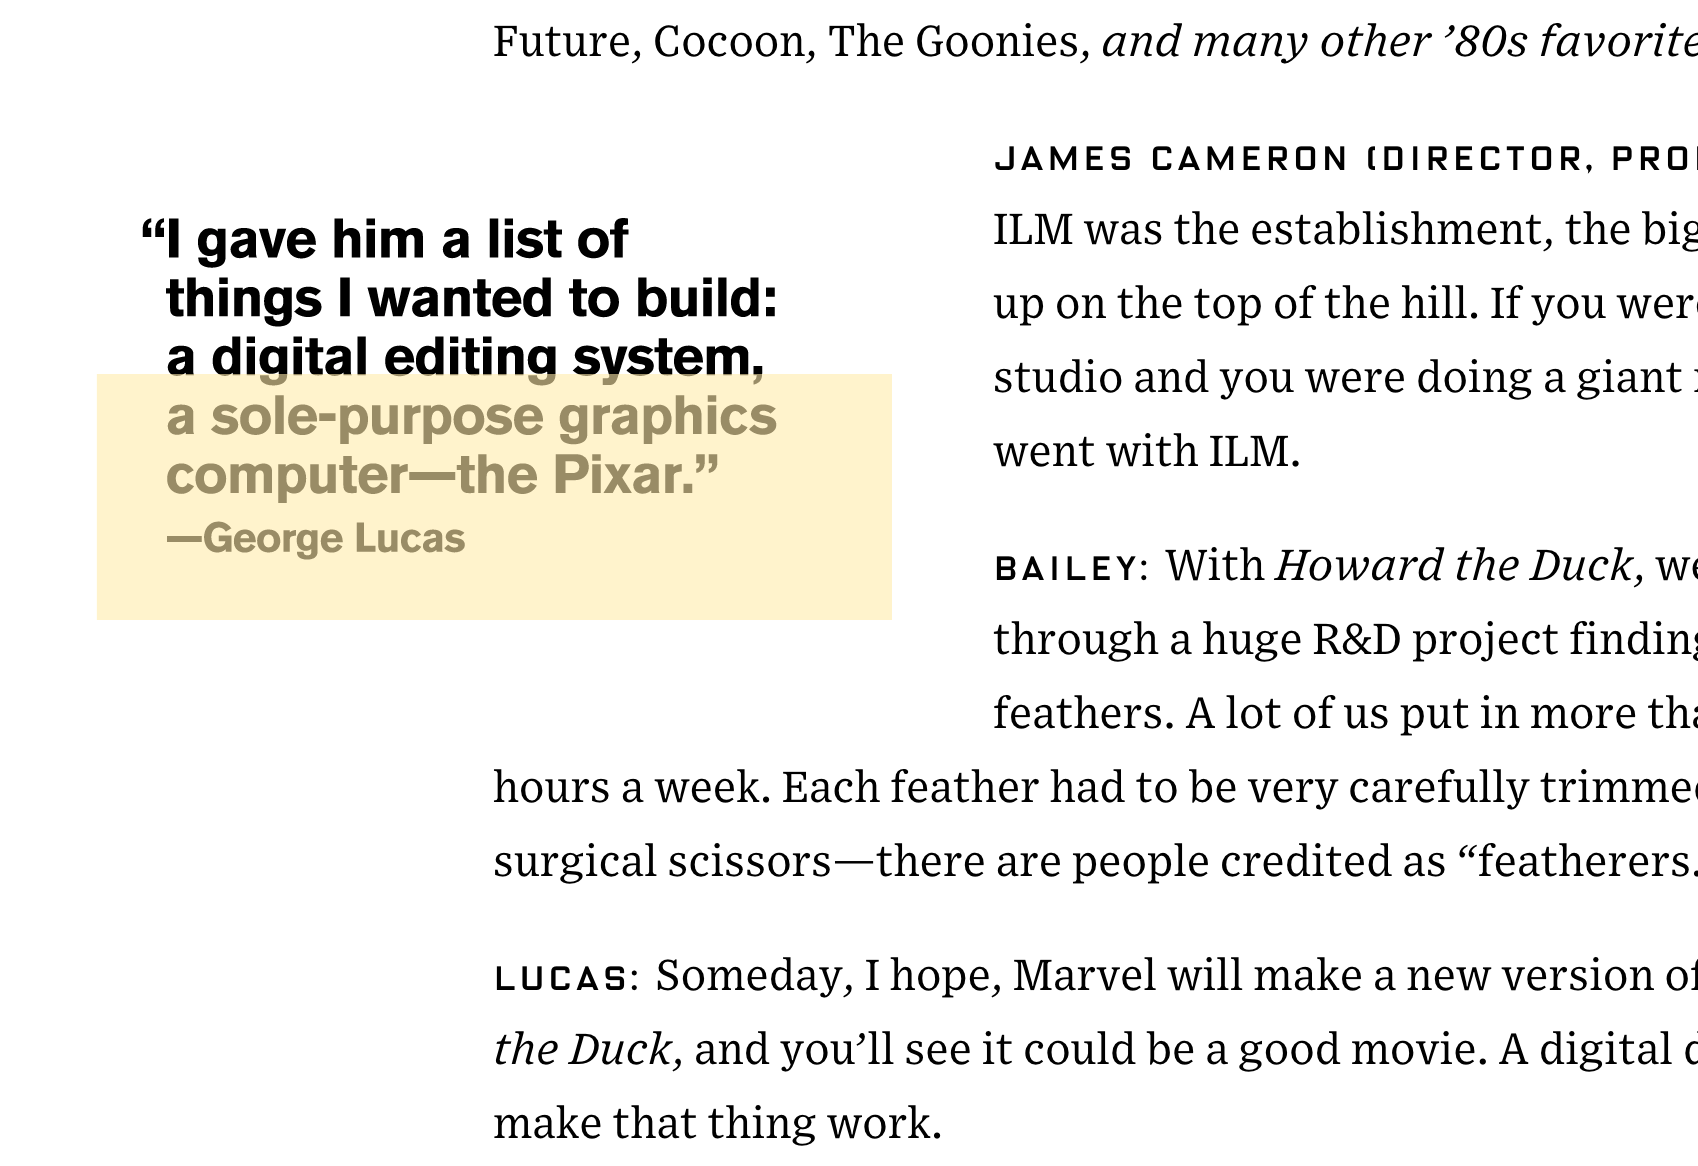 Future, Cocoon, The Goonies, and many other ’80s
“I gave him a list of
things I wanted to build:
a digital editing system,
a sole-purpose graphics
computer—the Pixar.”
—George Lucas
JAMES CAMERON (DIRECTOR,
ILM was the establishment, the big
up on the top of the hill. If you were
studio and you were doing a giant
went with ILM.
BAILEY: With Howard the Duck, we
through a huge R&D project finding
feathers. A lot of us put in more
hours a week. Each feather had to be very carefully trimmed
surgical scissors—there are people credited as “featherers.
LUCAS: Someday, I hope, Marvel will make a new version of
the Duck, and you’ll see it could be a good movie. A digital
make that thing work.